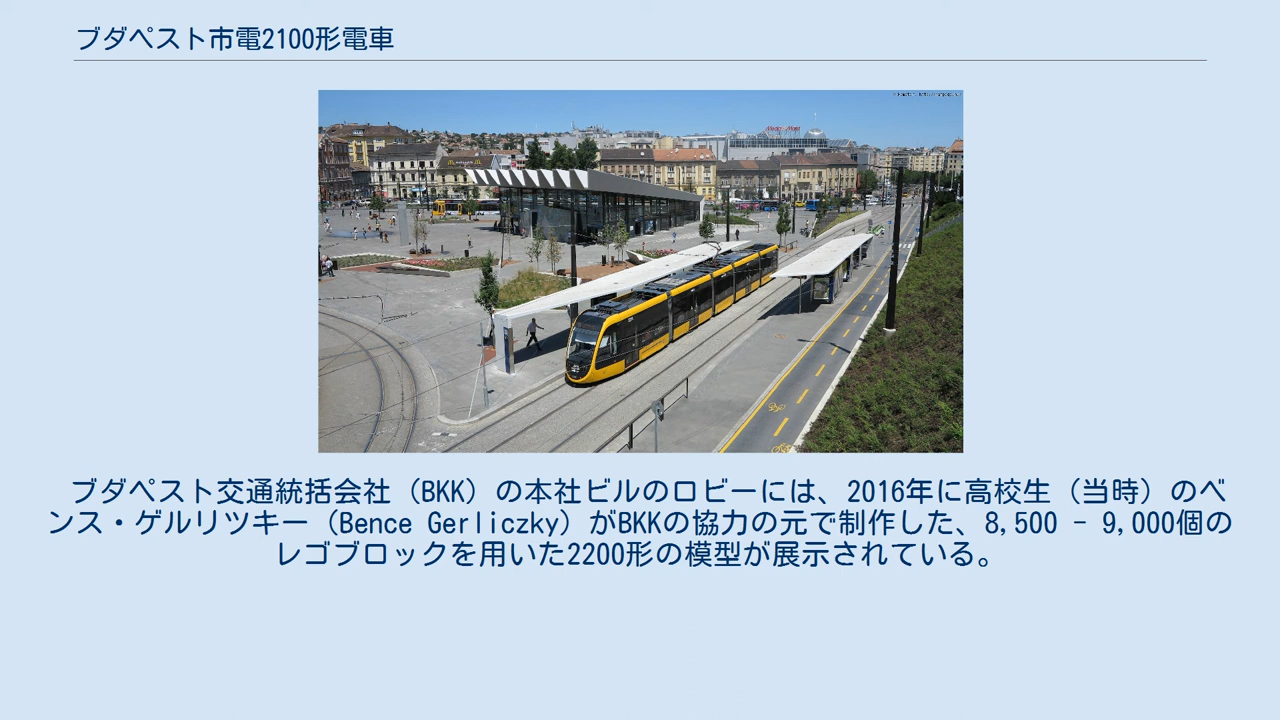 ブダペスト市電2100形電車
Media Markt
ブダペスト交通統括会社（BKK）の本社ビルのロビーには、2016年に高校生（当時）のベ
ンス・ゲルリツキー（Bence Gerliczky）がBKKの協力の元で制作した、8,500 - 9,000個の
レゴブロックを用いた2200形の模型が展示されている。